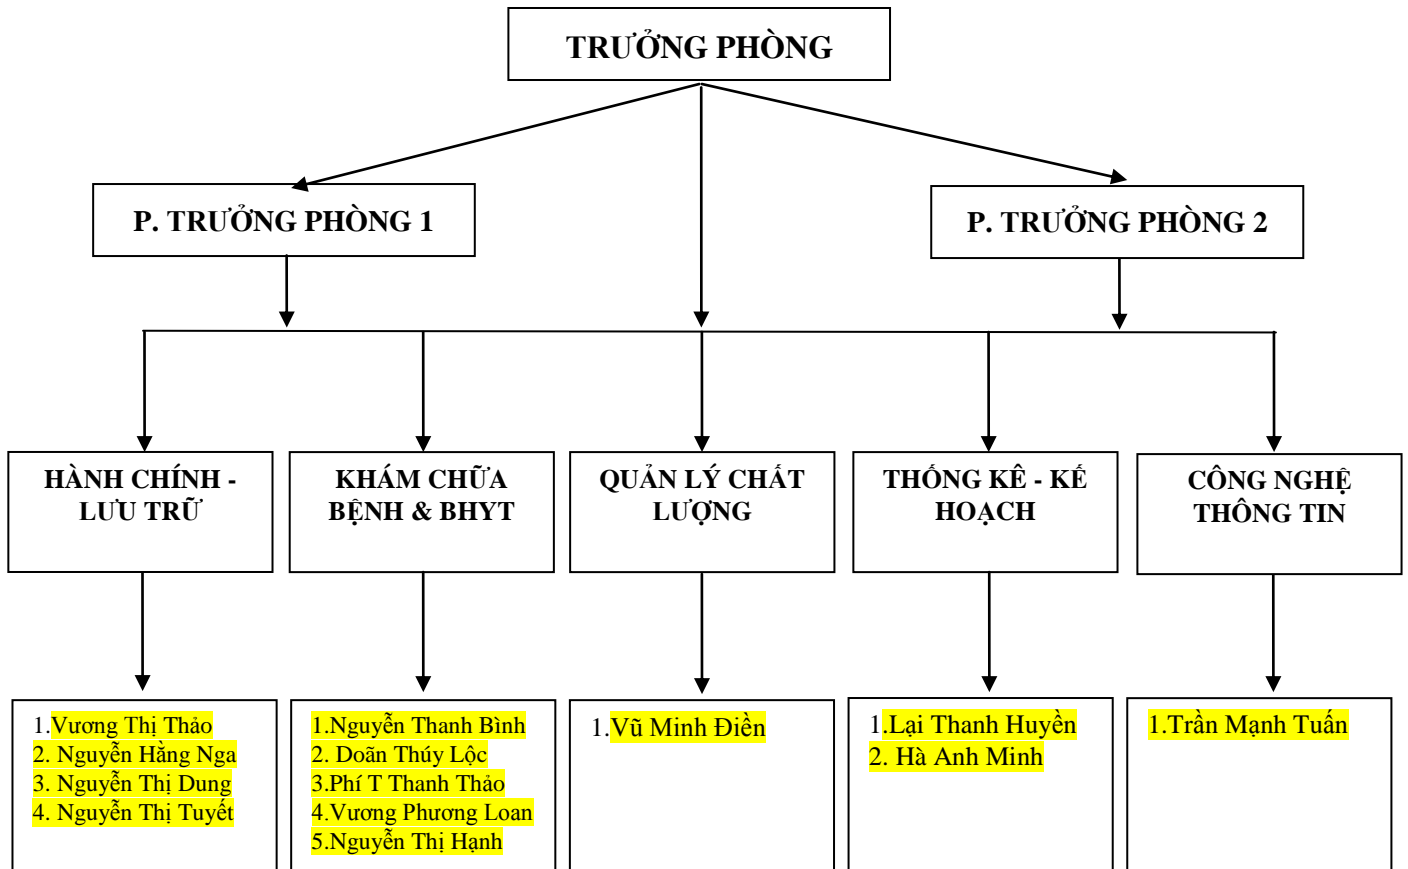 TRƯỞNG PHÒNG
P. TRƯỞNG PHÒNG 1
P. TRƯỞNG PHÒNG 2
HÀNH CHÍNH -
LƯU TRỮ
KHÁM CHỮA
BỆNH & BHYT
QUẢN LÝ CHẤT
LƯỢNG
THỐNG KÊ - KẾ
HOẠCH
CÔNG NGHỆ
THÔNG TIN
1.Vương Thị Thảo
2. Nguyễn Hằng Nga
3. Nguyễn Thị Dung
4. Nguyễn Thị Tuyết
1.Nguyễn Thanh Bình
2. Doãn Thúy Lộc
3.Phí T Thanh Thảo
4.Vương Phương Loan
5.Nguyễn Thị Hạnh
1.Vũ Minh Điền
1.Lại Thanh Huyền
2. Hà Anh Minh
1.Trần Mạnh Tuấn